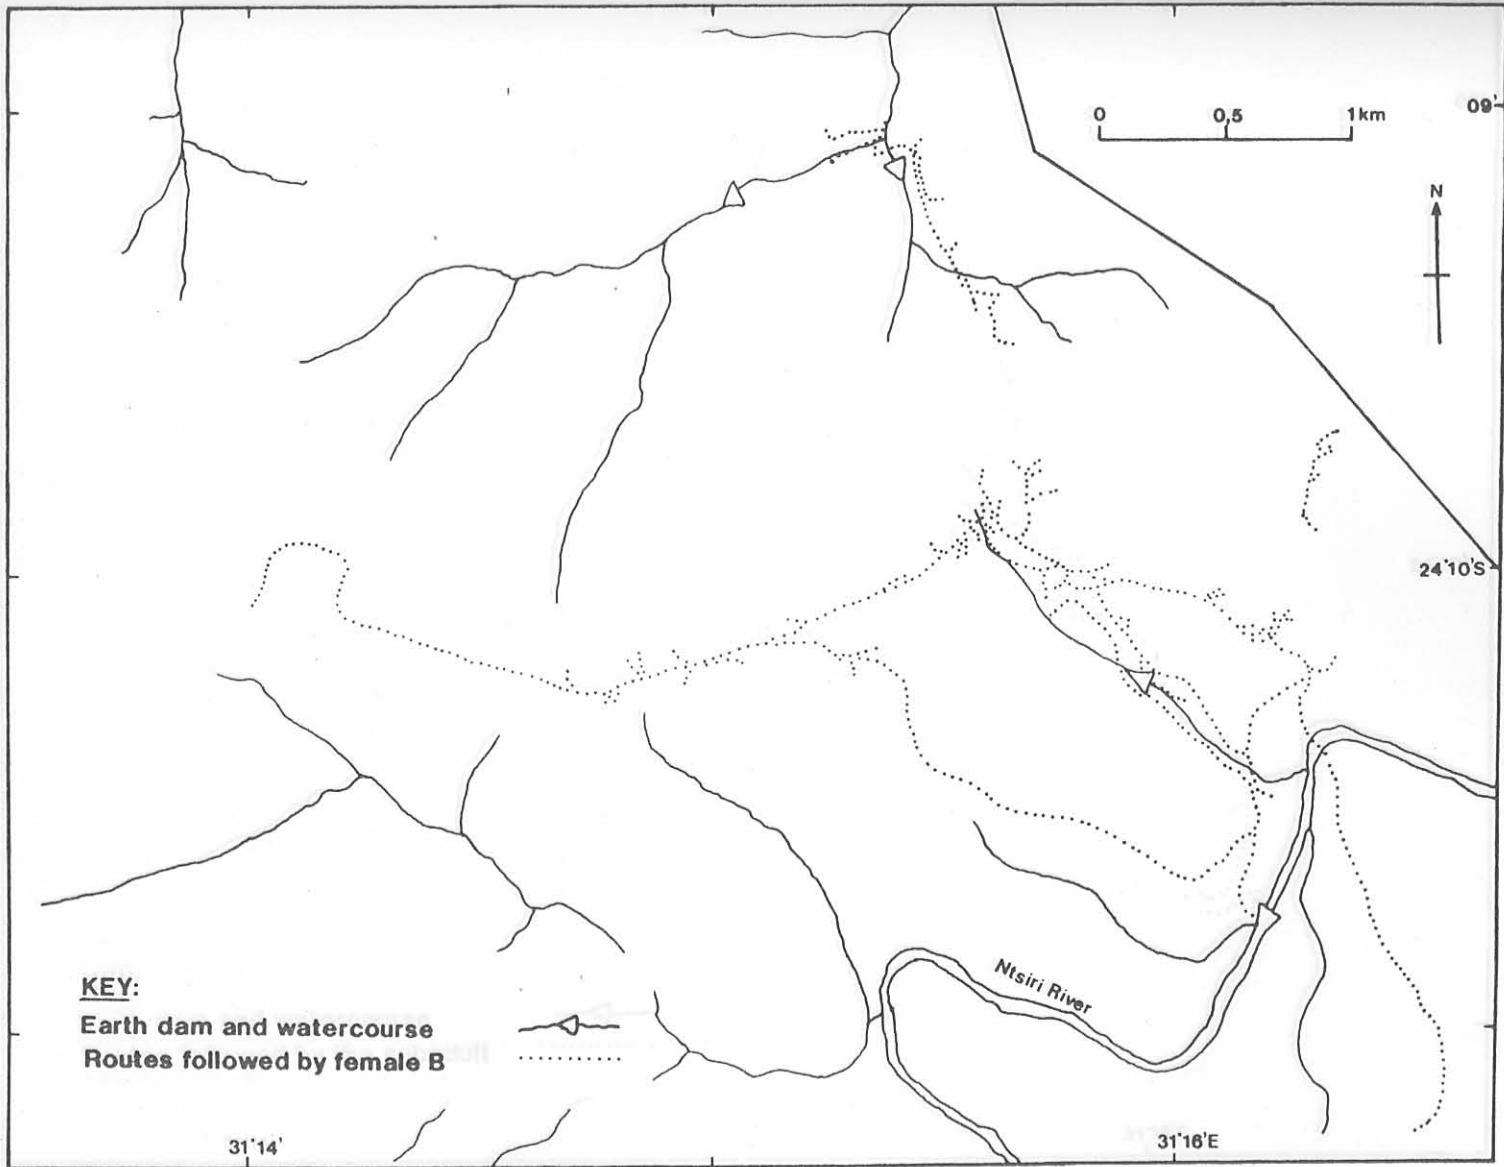 0 0,5 1km
09'
N
24°10'S
Ntsiri River
KEY:
Earth dam and watercourse
Routes followed by female B
31°14'
31°16'E